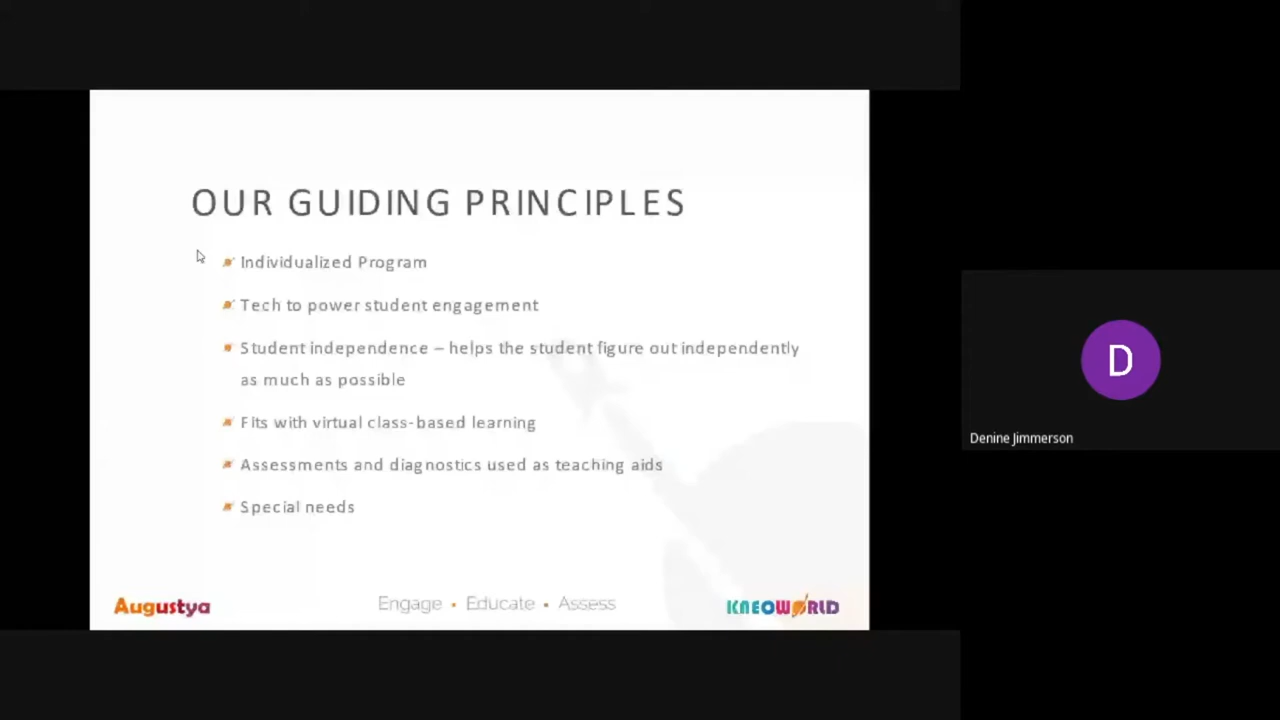 OUR GUIDING PRINCIPLES
Individualized Program
Tech to power student engagement
Student independence – helps the student figure out independently
as much as possible
Fits with virtual class-based learning
Assessments and diagnostics used as teaching aids
Special needs
Augustya
Engage • Educate • Assess
KNEOWORLD
D
Denine Jimmerson